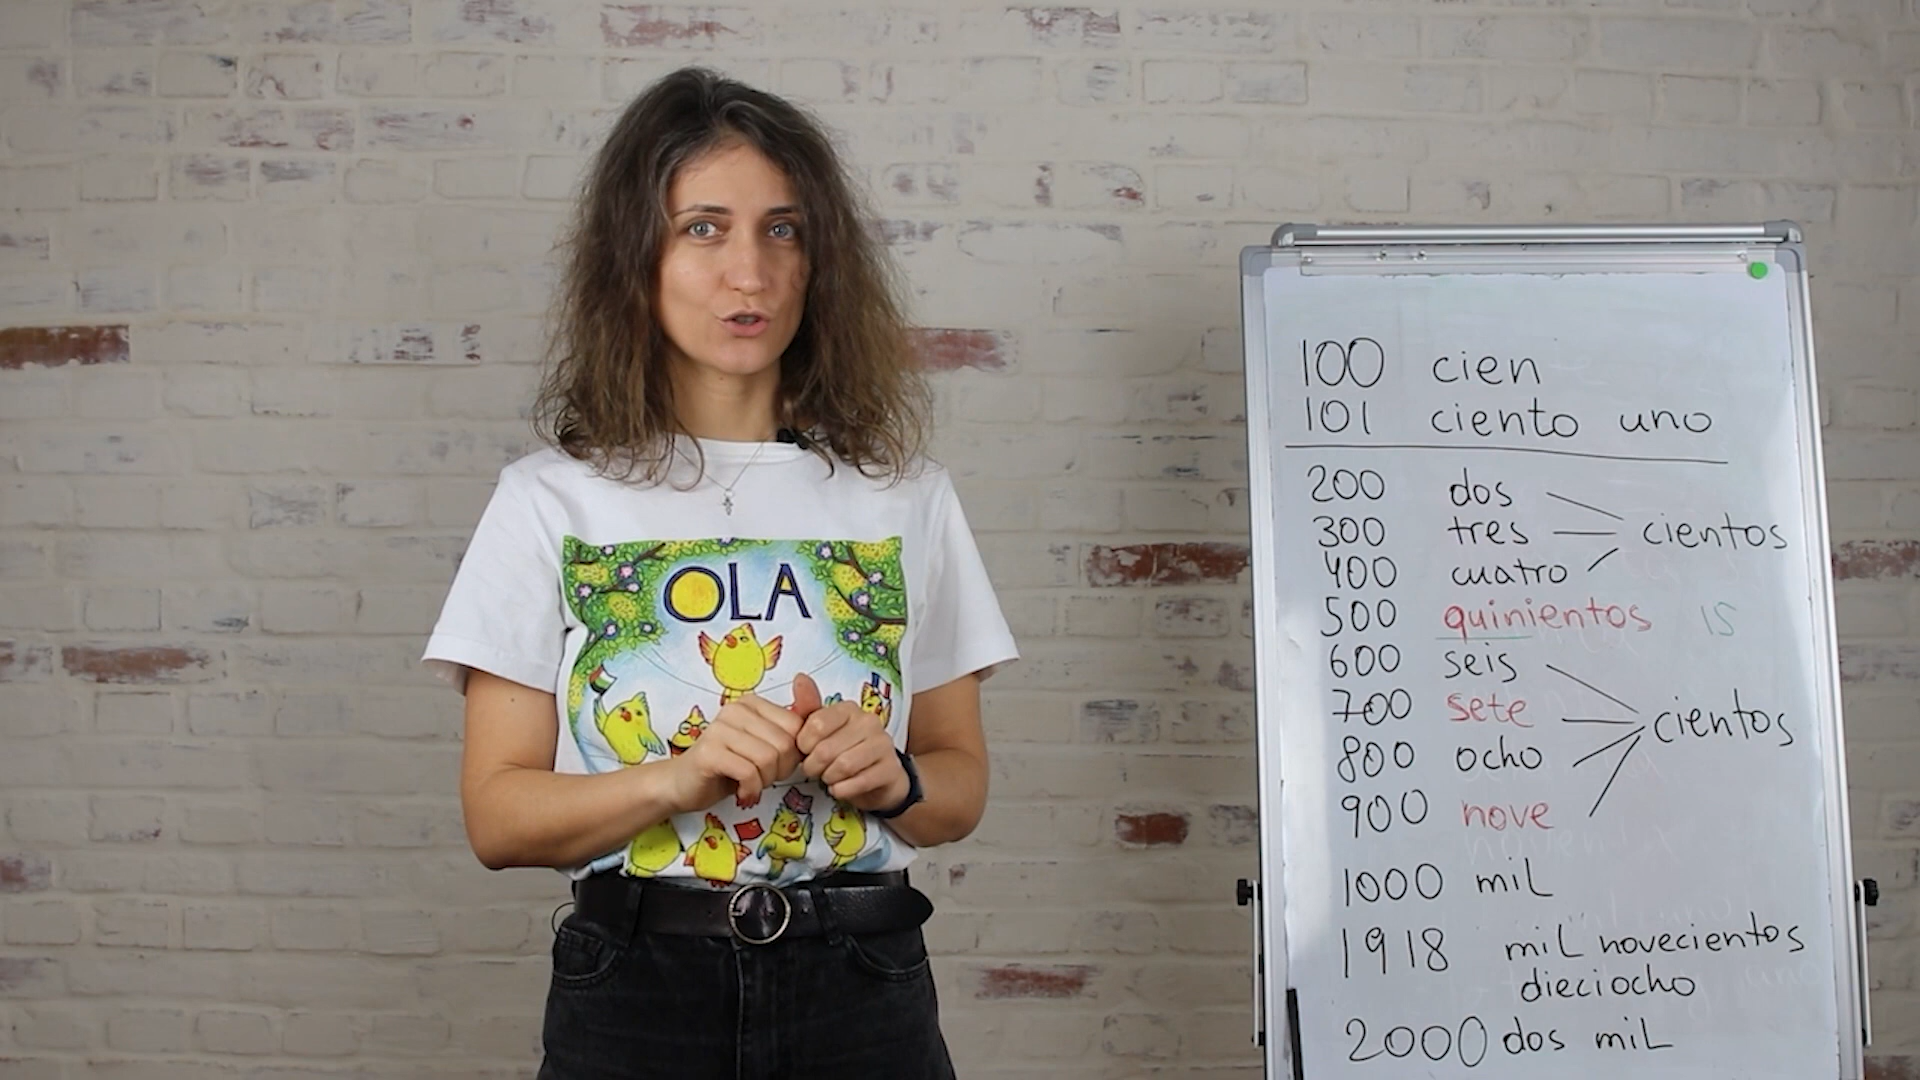 OLA
100 cien
101 ciento uno
200 dos
300 tres cientos
400 cuatro
500 quinientos 15
600 seis
700 sete cientos
800 ocho
900 nove
1000 mil
1918 mil novecientos
dieciocho
2000 dos mil